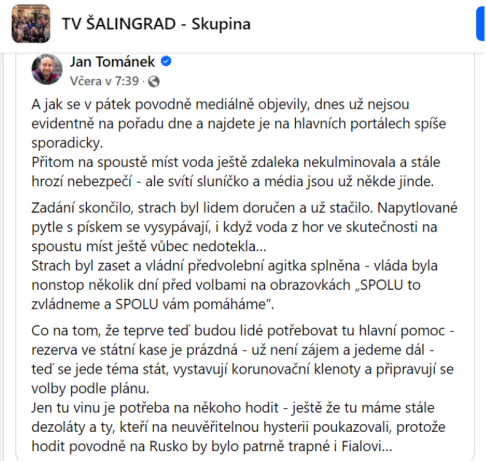 TV ŠALINGRAD - Skupina
Jan Tománek
Včera v 7:39 ·
A jak se v pátek povodně mediálně objevily, dnes už nejsou
evidentně na pořadu dne a najdete je na hlavních portálech spíše
sporadicky.
Přitom na spoustě míst voda ještě zdaleka nekulminovala a stále
hrozí nebezpečí - ale svítí sluníčko a média jsou už někde jinde.
Zadání skončilo, strach byl lidem doručen a už stačilo. Napytlované
pytle s pískem se vysypávají, i když voda z hor ve skutečnosti na
spoustu míst ještě vůbec nedotekla...
Strach byl zaset a vládní předvolební agitka splněna - vláda byla
nonstop několik dní před volbami na obrazovkách „SPOLU to
zvládneme a SPOLU vám pomáháme“.
Co na tom, že teprve teď budou lidé potřebovat tu hlavní pomoc -
rezerva ve státní kase je prázdná - už není zájem a jedeme dál -
teď se jede téma stát, vystavují korunovační klenoty a připravují se
volby podle plánu.
Jen tu vinu je potřeba na někoho hodit - ještě že tu máme stále
dezoláty a ty, kteří na neuvěřitelnou hysterii poukazovali, protože
hodit povodně na Rusko by bylo patrně trapné i Fialovi...